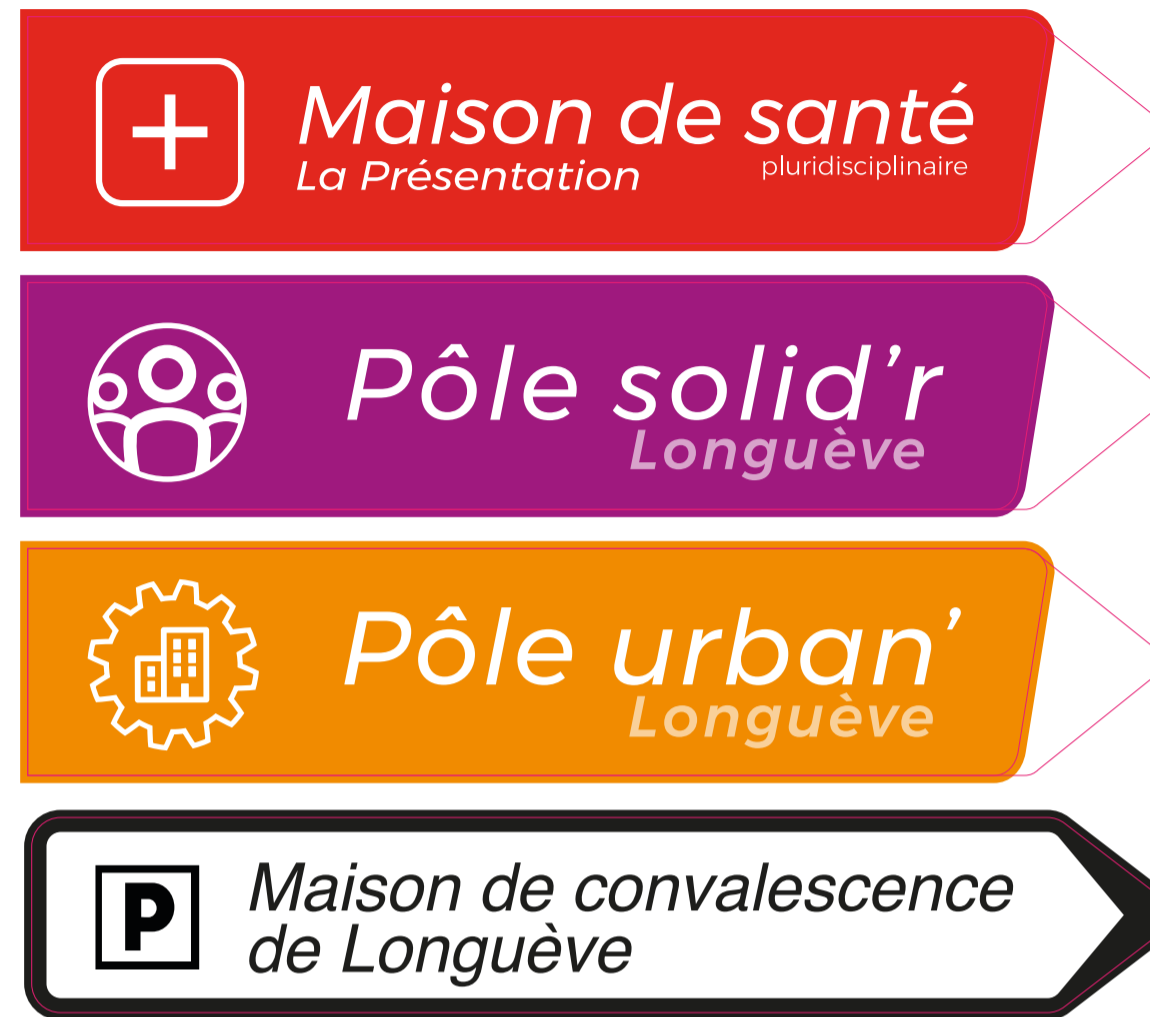 Maison de santé
La Présentation pluridisciplinaire
Pôle solid’r
Longuève
Pôle urban’
Longuève
P
Maison de convalescence
de Longuève